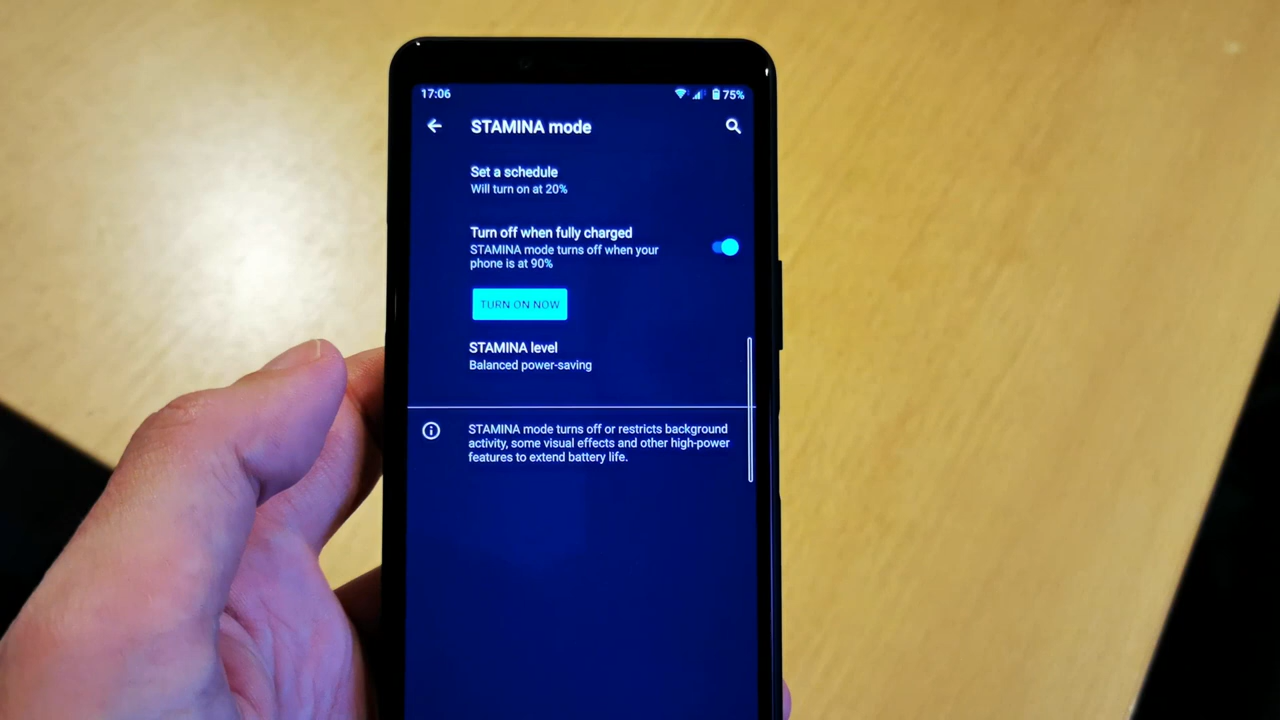 17:06 75%
STAMINA mode
Set a schedule
Will turn on at 20%
Turn off when fully charged
STAMINA mode turns off when your
phone is at 90%
TURN ON NOW
STAMINA level
Balanced power-saving
STAMINA mode turns off or restricts background
activity, some visual effects and other high-power
features to extend battery life.